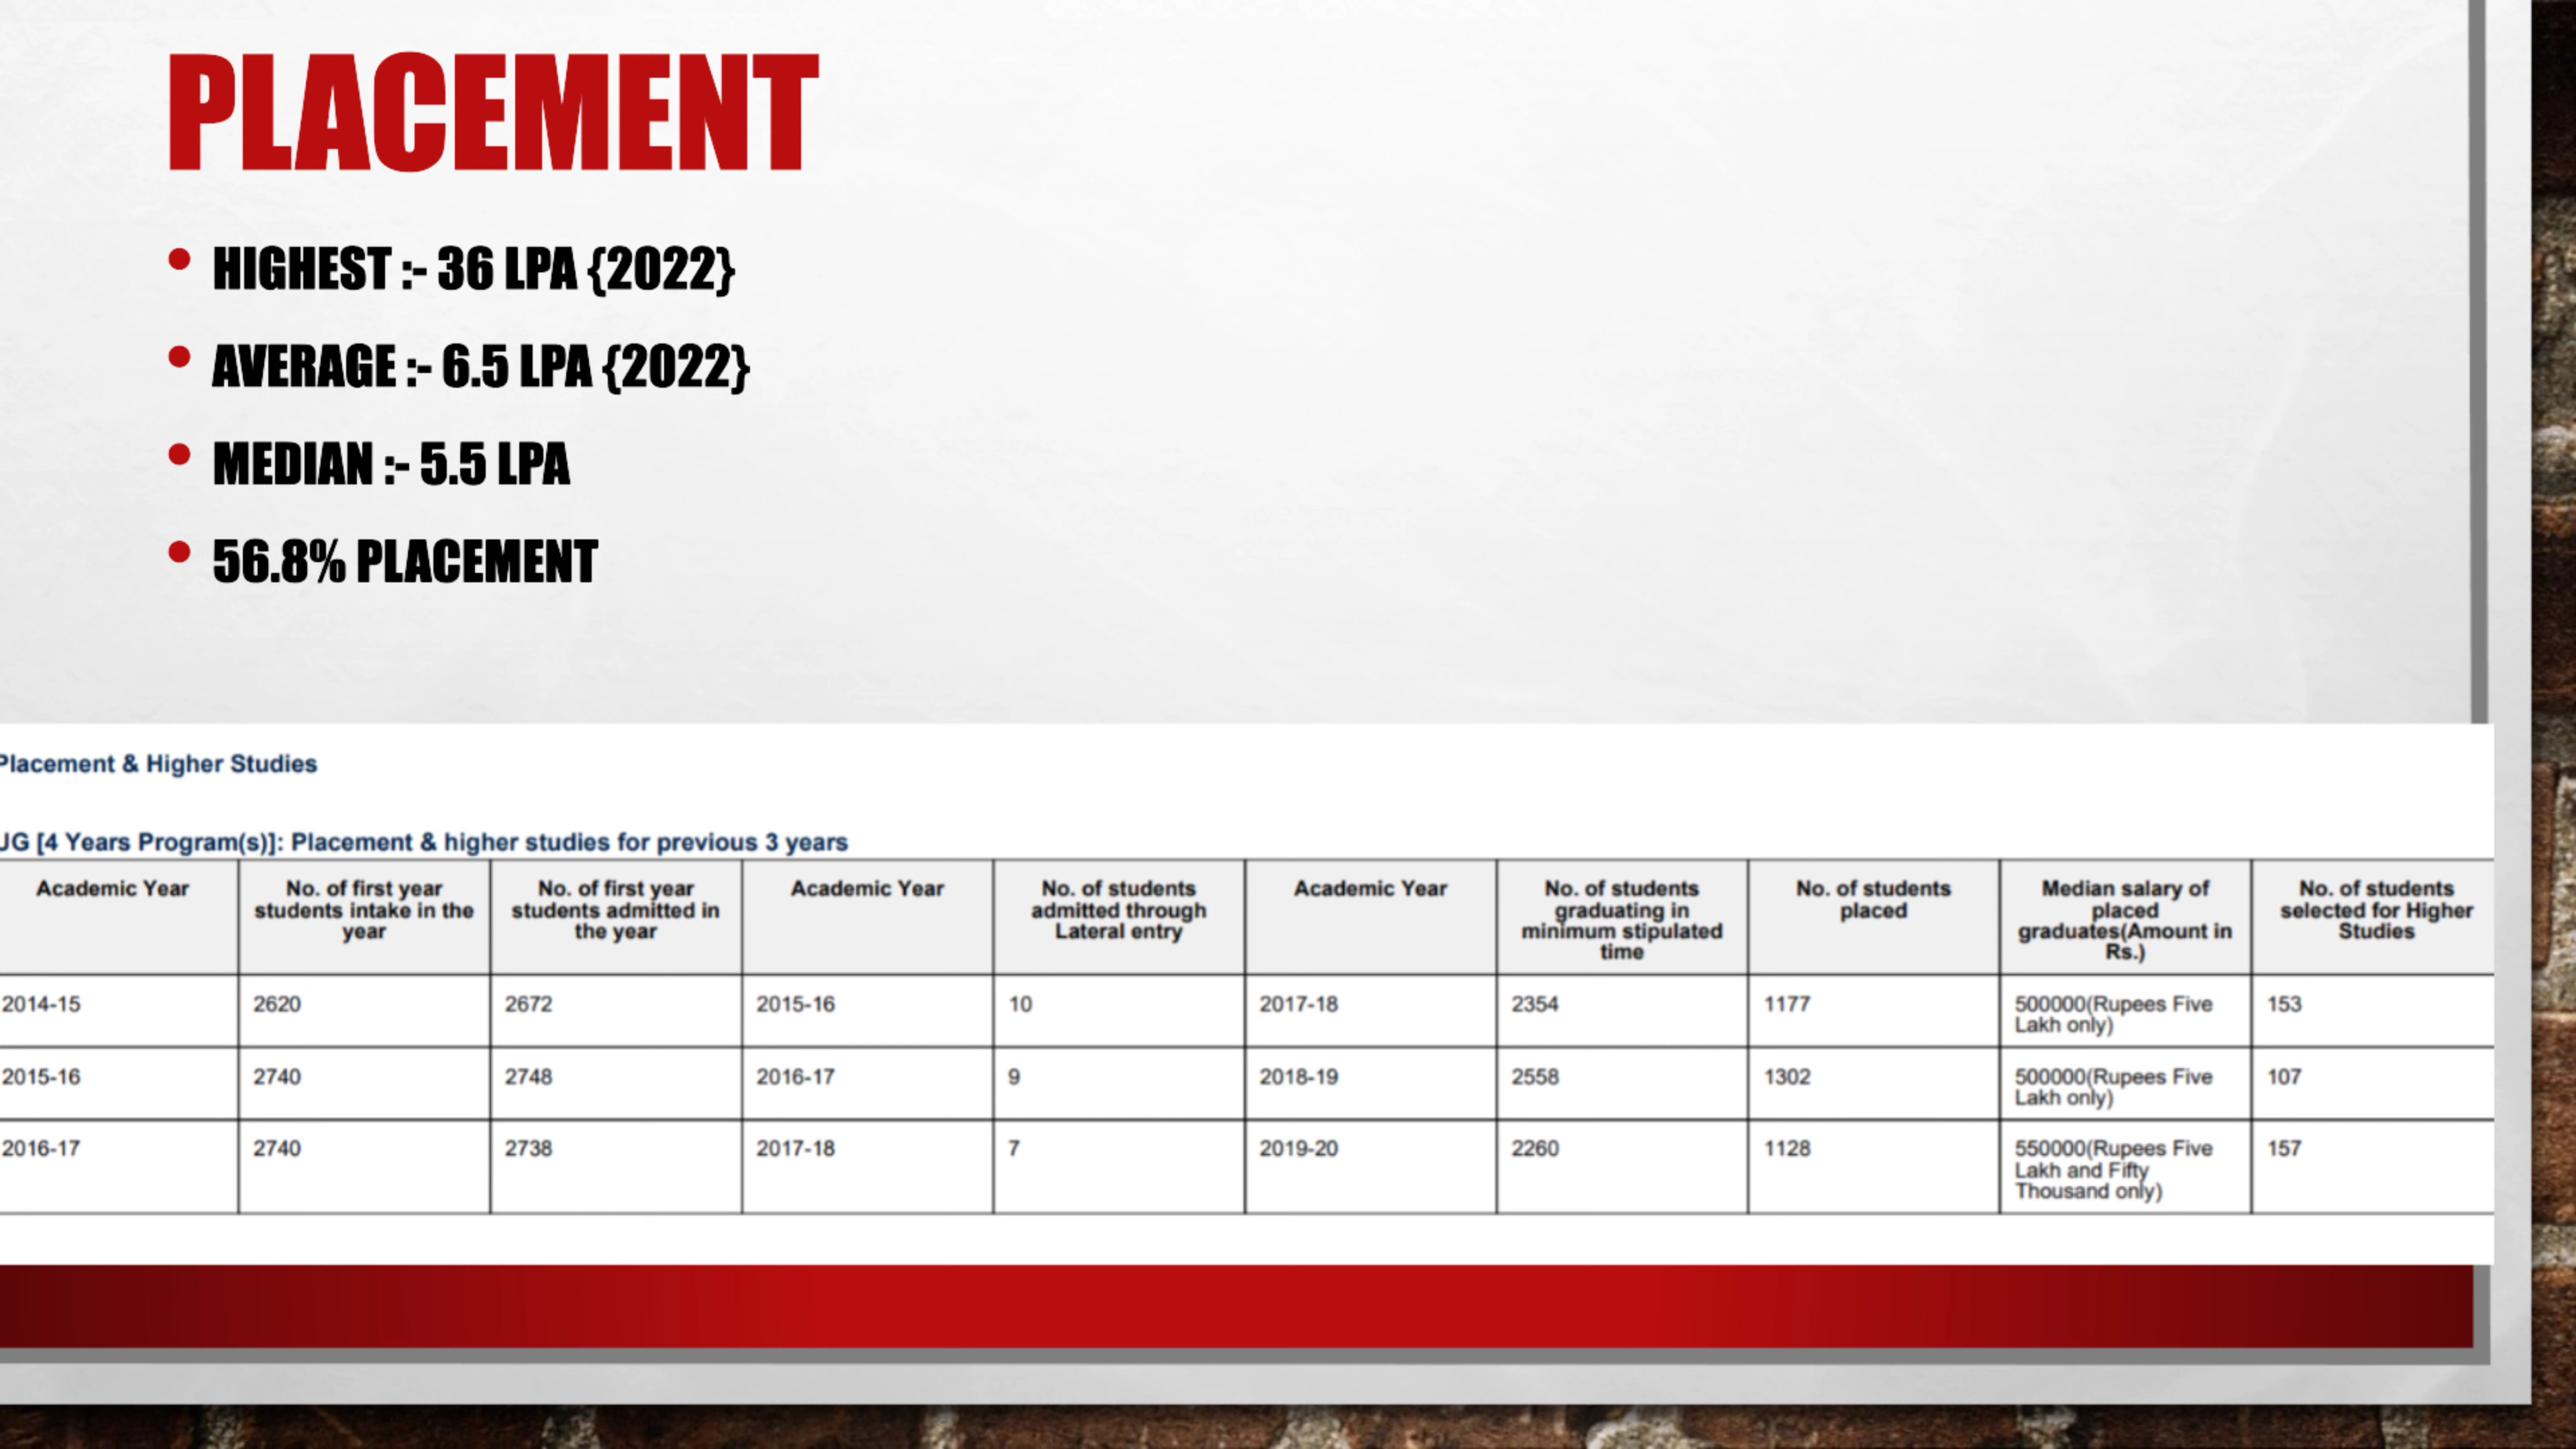 PLACEMENT
• HIGHEST :- 36 LPA {2022}
• AVERAGE :- 6.5 LPA {2022}
• MEDIAN :- 5.5 LPA
• 56.8% PLACEMENT
Placement & Higher Studies
UG [4 Years Program(s)]: Placement & higher studies for previous 3 years
Academic Year | No. of first year students intake in the year | No. of first year students admitted in the year | Academic Year | No. of students admitted through Lateral entry | Academic Year | No. of students graduating in minimum stipulated time | No. of students placed | Median salary of placed graduates(Amount in Rs.) | No. of students selected for Higher Studies
2014-15 | 2620 | 2672 | 2015-16 | 10 | 2017-18 | 2354 | 1177 | 500000(Rupees Five Lakh only) | 153
2015-16 | 2740 | 2748 | 2016-17 | 9 | 2018-19 | 2558 | 1302 | 500000(Rupees Five Lakh only) | 107
2016-17 | 2740 | 2738 | 2017-18 | 7 | 2019-20 | 2260 | 1128 | 550000(Rupees Five Lakh and Fifty Thousand only) | 157